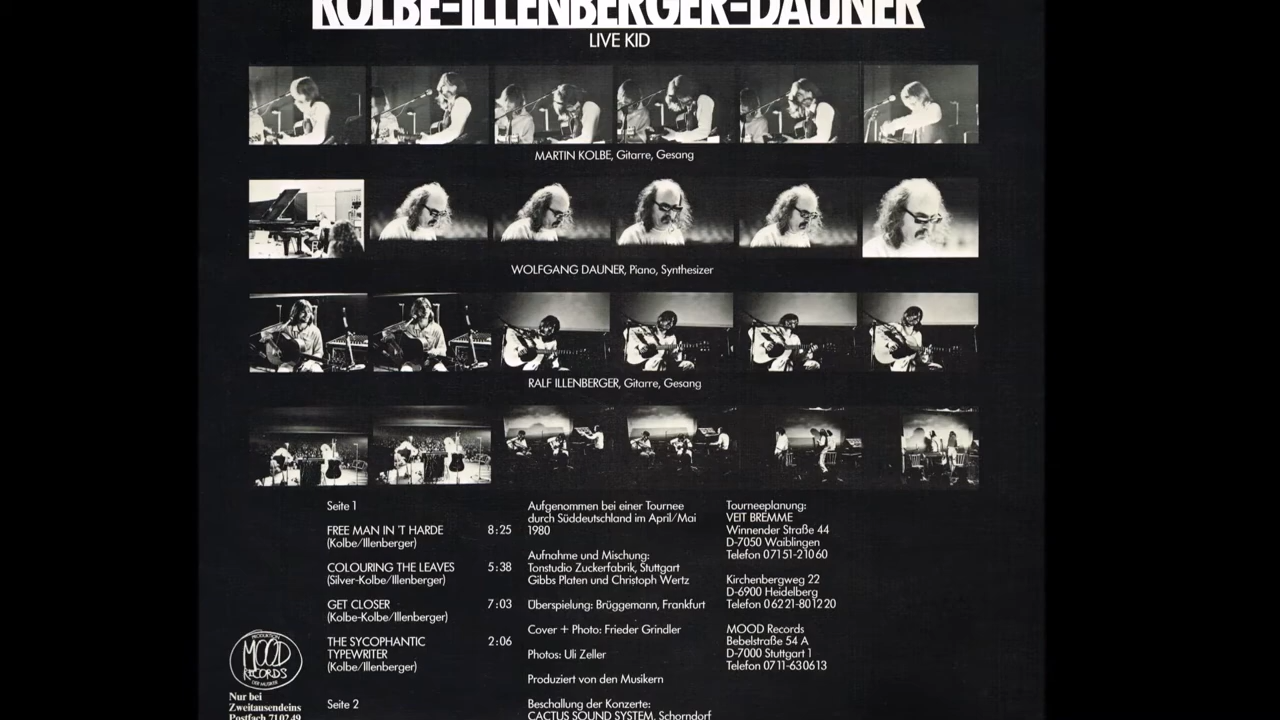 KOLBE-ILLENBERGER-DAUNER
LIVE KID
MARTIN KOLBE, Gitarre, Gesang
WOLFGANG DAUNER, Piano, Synthesizer
RALF ILLENBERGER, Gitarre, Gesang
Seite 1
FREE MAN IN 'T HARDE 8:25
(Kolbe/Illenberger)
COLOURING THE LEAVES 5:38
(Silver-Kolbe/Illenberger)
GET CLOSER 7:03
(Kolbe-Kolbe/Illenberger)
THE SYCOPHANTIC 2:06
TYPEWRITER
(Kolbe/Illenberger)
Seite 2
Aufgenommen bei einer Tournee
durch Süddeutschland im April/Mai
1980
Aufnahme und Mischung:
Tonstudio Zuckerfabrik, Stuttgart
Gibbs Platen und Christoph Wertz
Überspielung: Brüggemann, Frankfurt
Cover + Photo: Frieder Grindler
Photos: Uli Zeller
Produziert von den Musikern
Beschallung der Konzerte:
CACTUS SOUND SYSTEM, Schorndorf
Tourneeplanung:
VEIT BREMME
Winnender Straße 44
D-7050 Waiblingen
Telefon 07151-21060
Kirchenbergweg 22
D-6900 Heidelberg
Telefon 06221-801220
MOOD Records
Bebelstraße 54 A
D-7000 Stuttgart 1
Telefon 0711-630613
PRODUKTION
MOOD
RECORDS
DER MUSIKER
Nur bei
Zweitausendeins
Postfach 710249